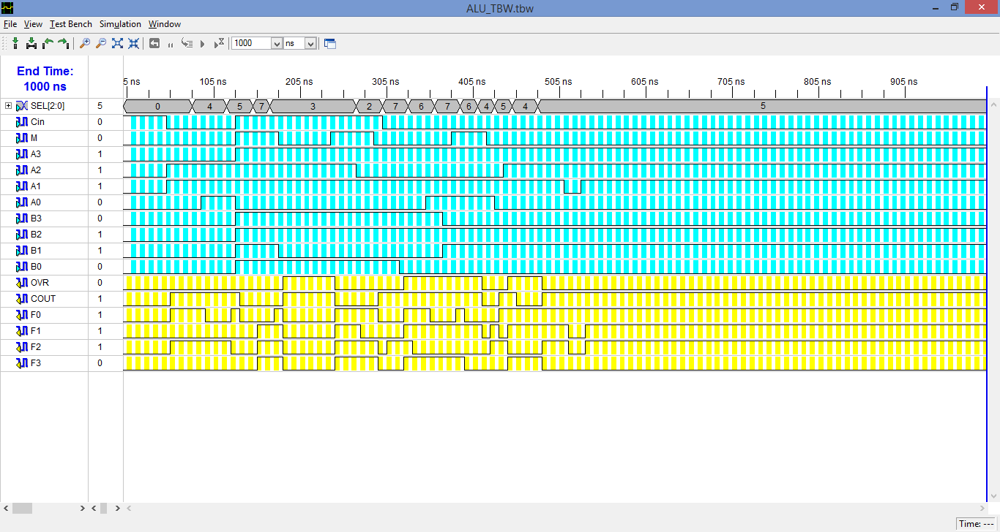 ALU_TBW.tbw
File View Test Bench Simulation Window
1000 ns
End Time:
1000 ns
5 ns 105 ns 205 ns 305 ns 405 ns 505 ns 605 ns 705 ns 805 ns 905 ns
SEL[2:0] 5 0 4 5 7 3 2 7 6 7 6 4 5 4 5
Cin 0
M 0
A3 1
A2 1
A1 1
A0 0
B3 0
B2 1
B1 1
B0 0
OVR 0
COUT 1
F0 1
F1 1
F2 1
F3 0
Time: ---